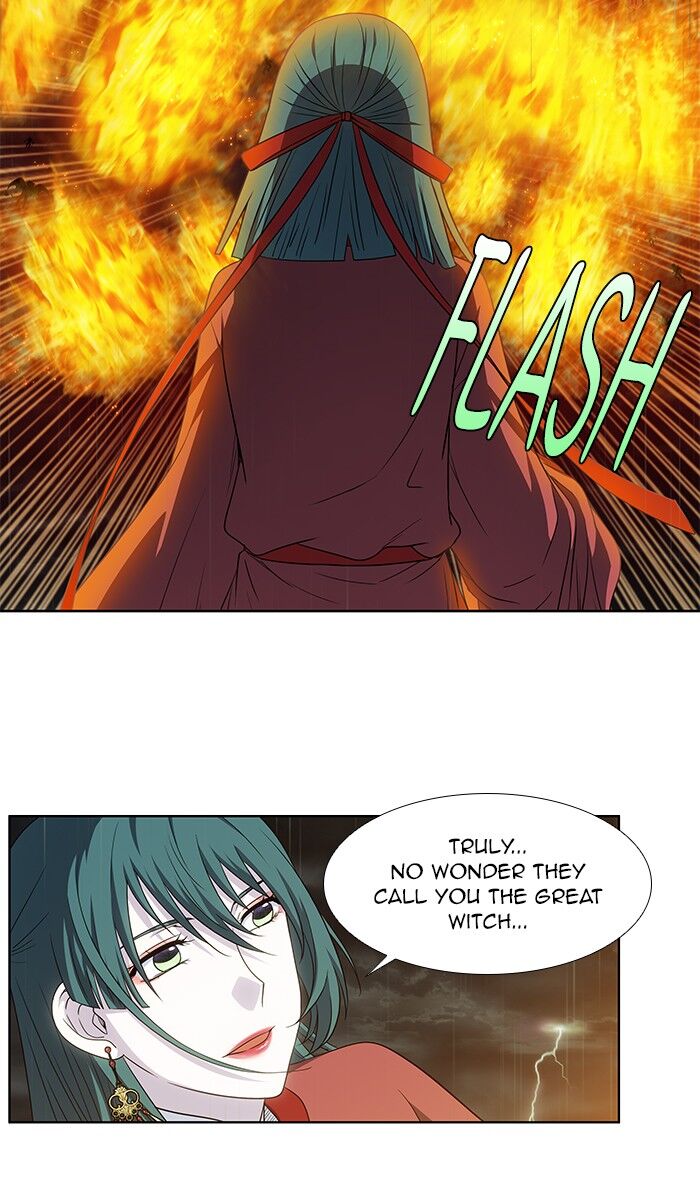 FLASH
TRULY...
NO WONDER THEY
CALL YOU THE GREAT
WITCH...